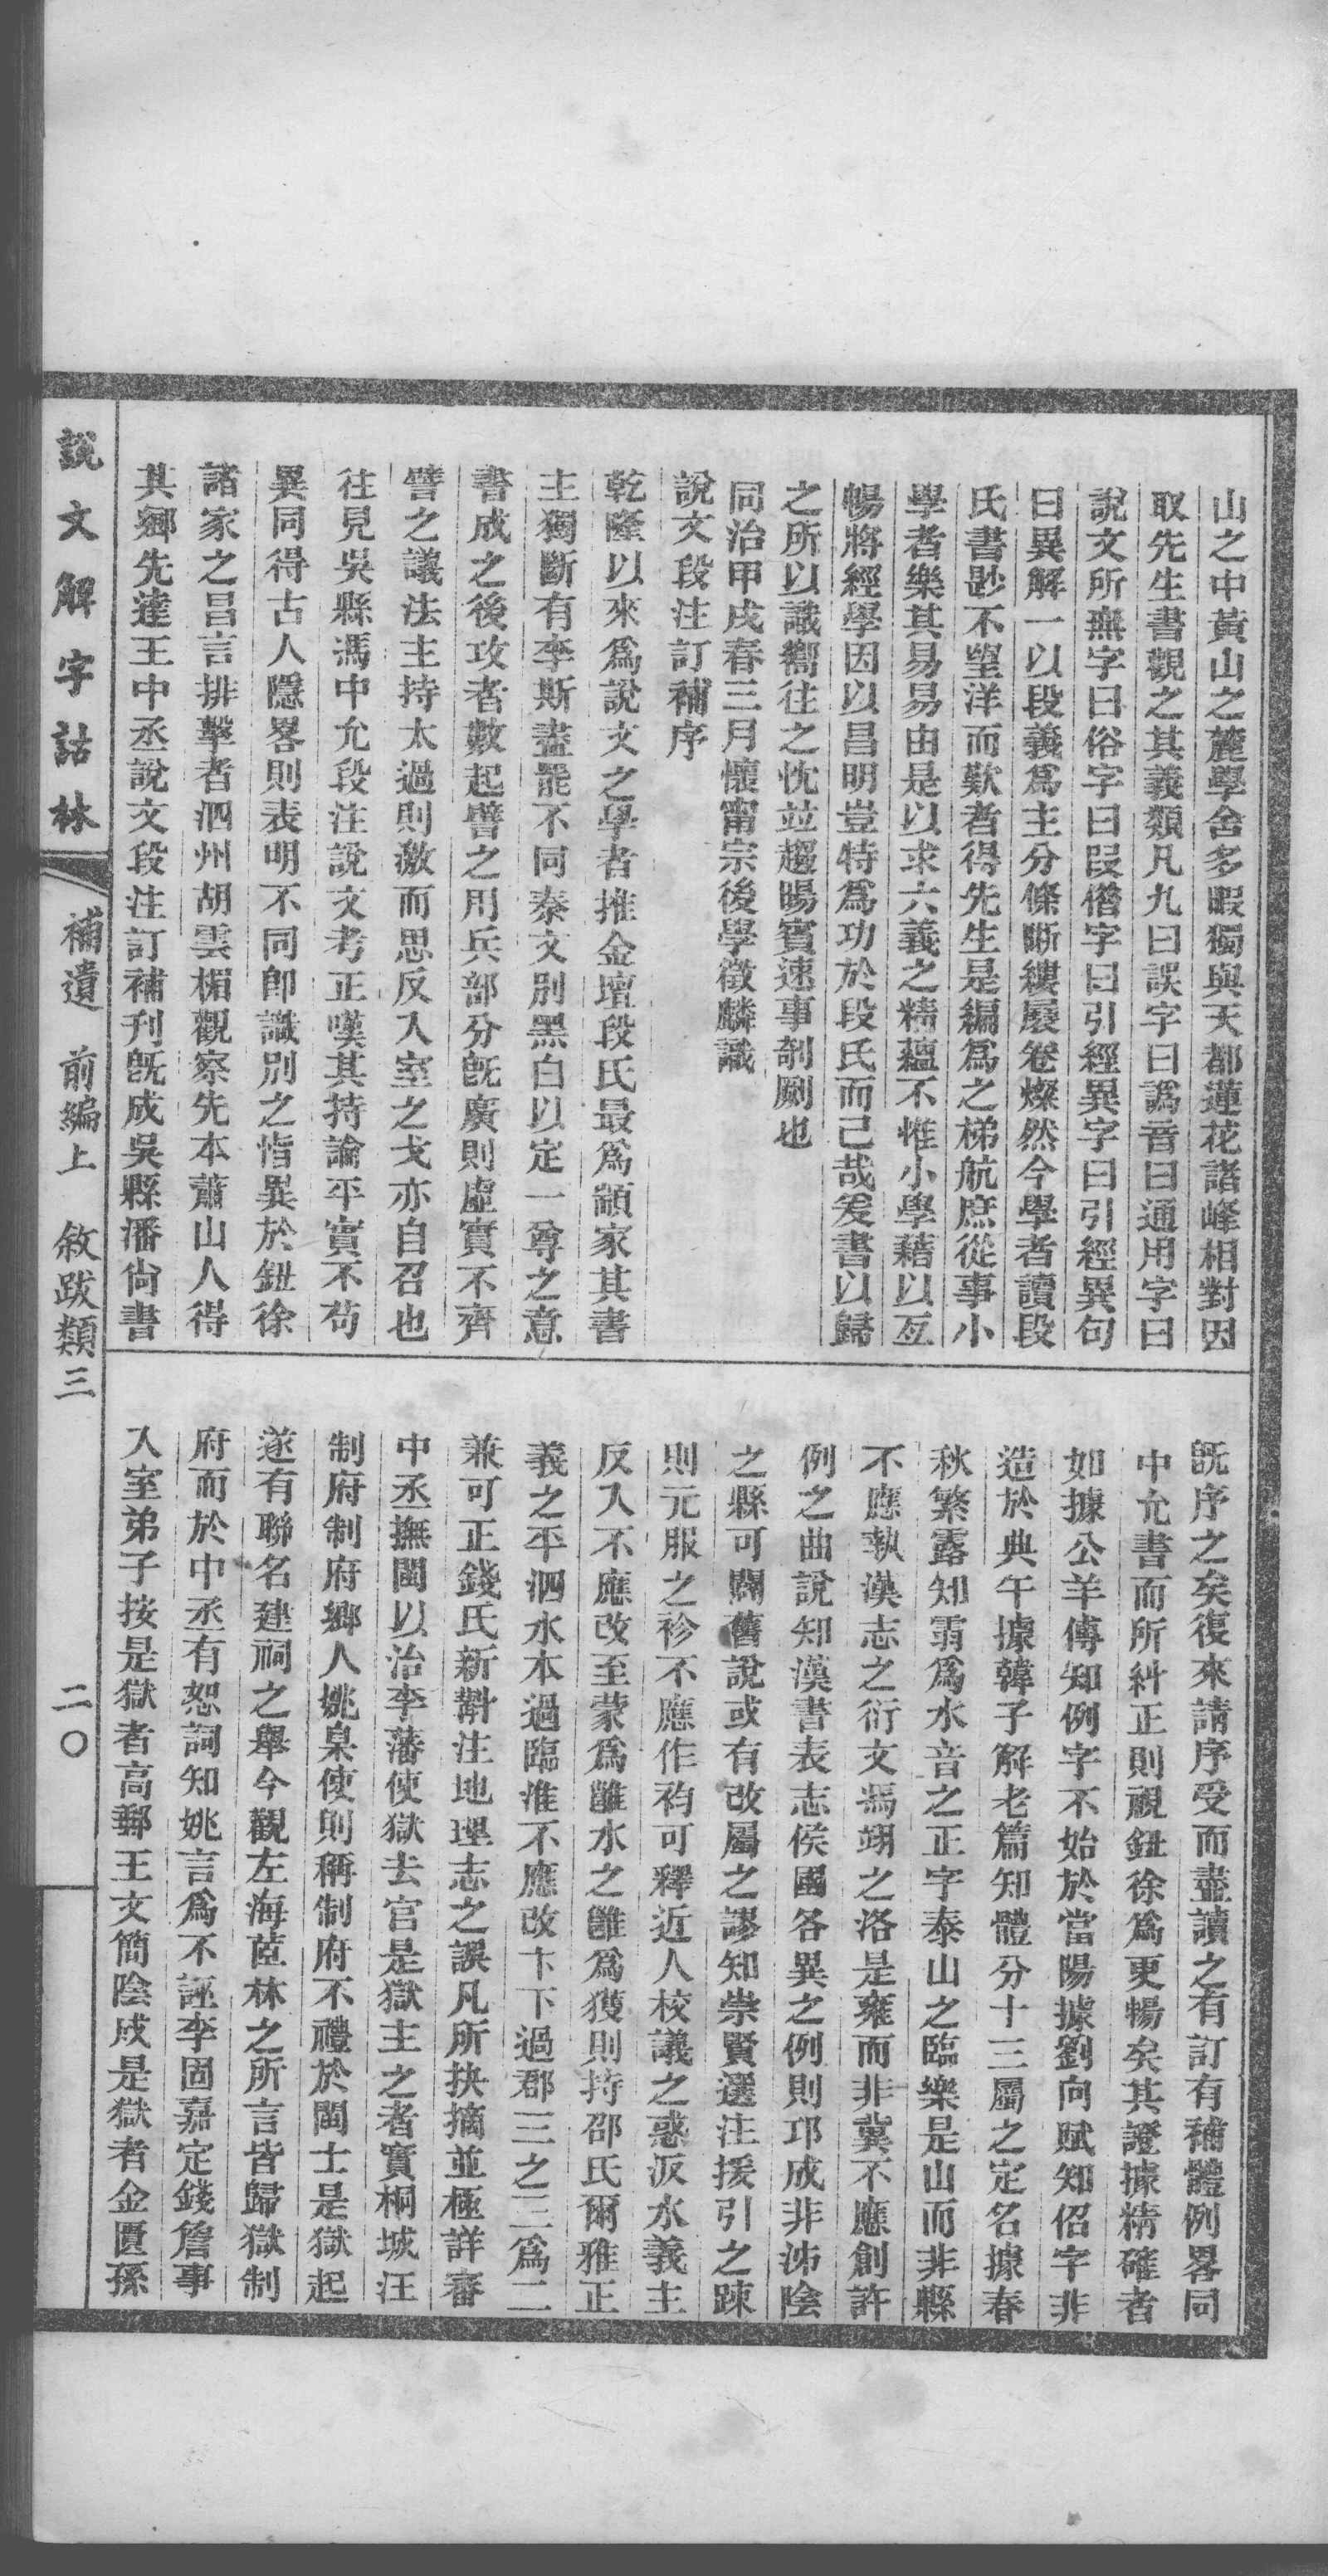 山之中黃山之麓學舍多暇獨與天都蓮花諸峰相對因
取先生書觀之其義類凡九曰誤字曰譌音曰通用字曰
說文所無字曰俗字曰叚借字曰引經異字曰引經異句
曰異解一以段義爲主分條晰縷屢卷燦然今學者讀段
氏書尠不望洋而歎者得先生是編爲之梯航庶從事小
學者樂其易易由是以求六義之精蘊不惟小學藉以互
暢將經學因以昌明豈特爲功於段氏而已哉爰書以歸
之所以識嚮往之忱竝趨暘賓速事剞劂也
同治甲戌春三月懷甯宗後學徵麟識
說文段注訂補序
乾隆以來爲說文之學者推金壇段氏最爲顓家其書
主獨斷有李斯盡罷不同秦文別黑白以定一尊之意
書成之後攻者數起譬之用兵部分旣廣則虛實不齊
譬之議法主持太過則激而思反入室之戈亦自召也
往見吳縣馮中允段注說文考正嘆其持論平實不苟
異同得古人隱畧則表明不同卽識別之恉異於鈕徐
諸家之昌言排擊者泗州胡雲楣觀察先本蕭山人得
其鄉先達王中丞說文段注訂補刊旣成吳縣潘尙書
旣序之矣復來請序受而盡讀之有訂有補體例畧同
中允書而所糾正則視鈕徐爲更暢矣其證據精確者
如據公羊傳知例字不始於當陽據劉向賦知侶字非
造於典午據韓子解老篇知體分十三屬之定名據春
秋繁露知霤爲水音之正字泰山之臨樂是山而非縣
不應執漢志之衍文馮翊之洛是雍而非冀不應創許
例之曲說知漢書表志侯國各異之例則邛成非泲陰
之縣可闢舊說或有改屬之謬知崇賢選注援引之疎
則元服之袗不應作袀可釋近人校議之惑汳水義主
反入不應改至蒙爲雝水之雝爲獲則持邵氏爾雅正
義之平泗水本過臨淮不應改卞下過郡三之三爲二
兼可正錢氏新斠注地理志之誤凡所抉摘並極詳審
中丞撫閩以治李藩使獄去官是獄主之者實桐城汪
制府制府鄉人姚臬使則稱制府不禮於閩士是獄起
遂有聯名建祠之舉今觀左海茝林之所言皆歸獄制
府而於中丞有恕詞知姚言爲不誣李固嘉定錢詹事
入室弟子按是獄者高郵王文簡陰成是獄者金匱孫
說文解字詁林 補遺 前編上 敘跋類三 二〇